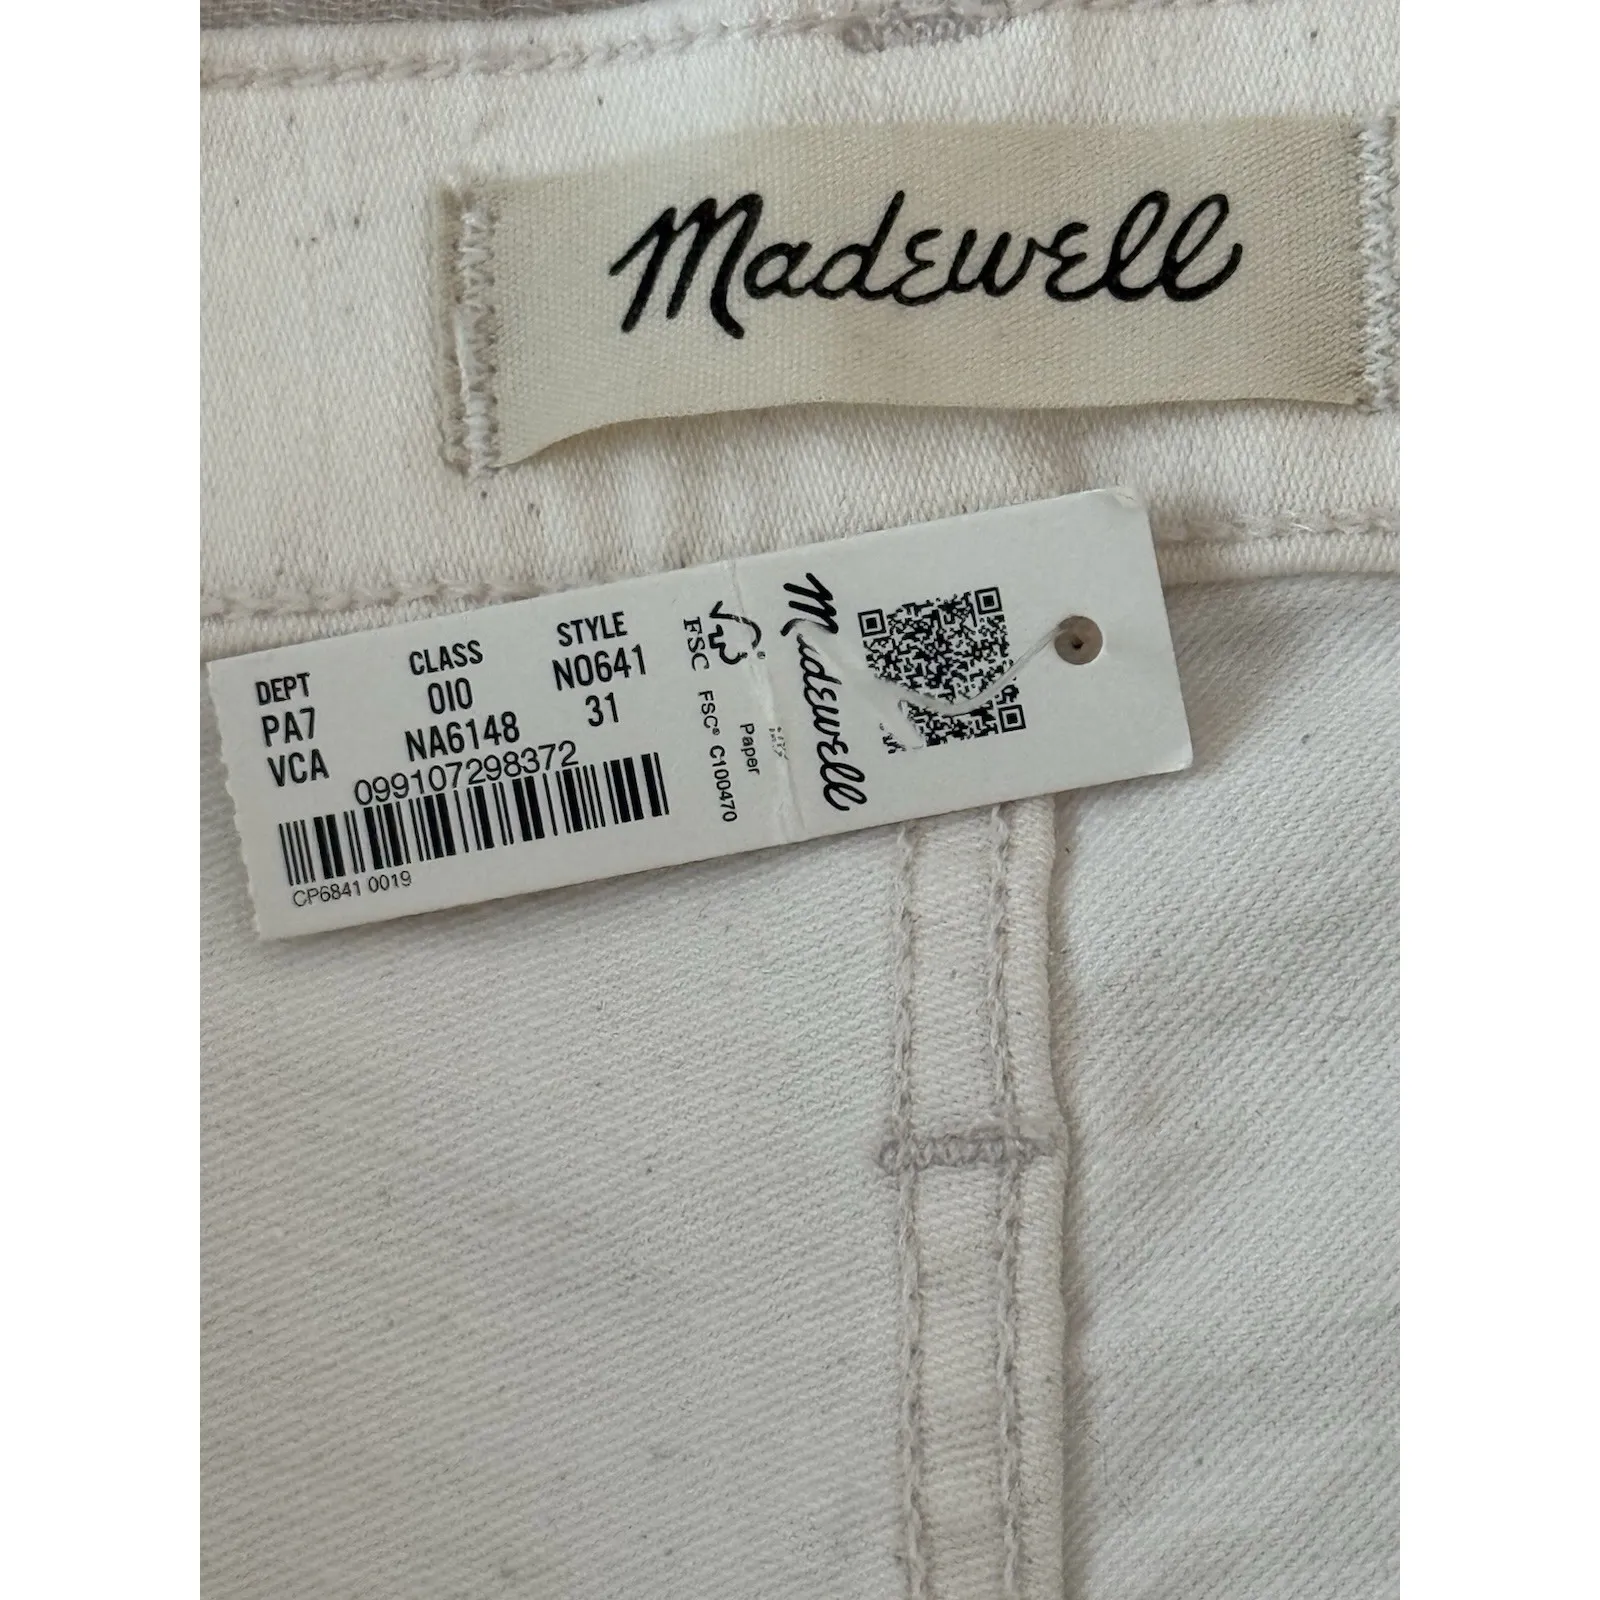 Madewell
DEPT CLASS STYLE
PA7 010 N0641
VCA NA6148 31
099107298372
CP6841 0019
FSC
FSC® C100470
Paper
Madewell